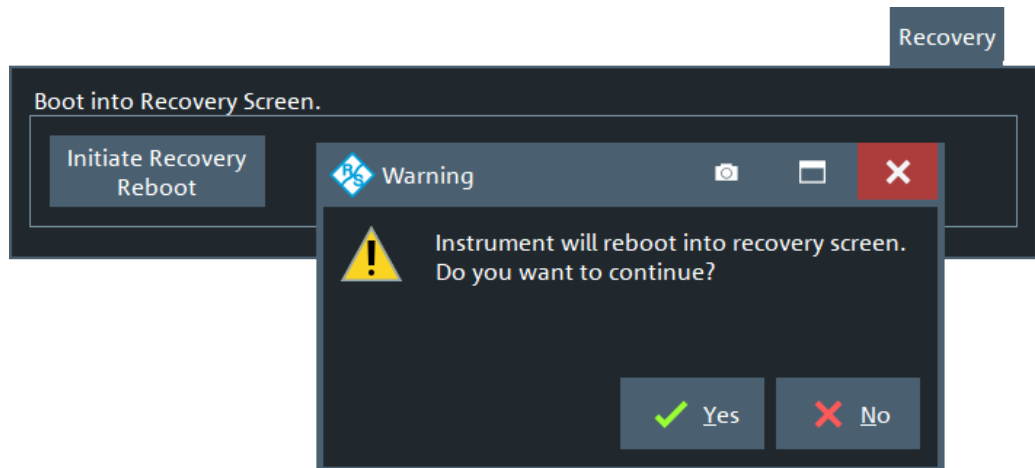 Recovery
Boot into Recovery Screen.
Initiate Recovery
Reboot
R/S
Warning
Instrument will reboot into recovery screen.
Do you want to continue?
Yes
No